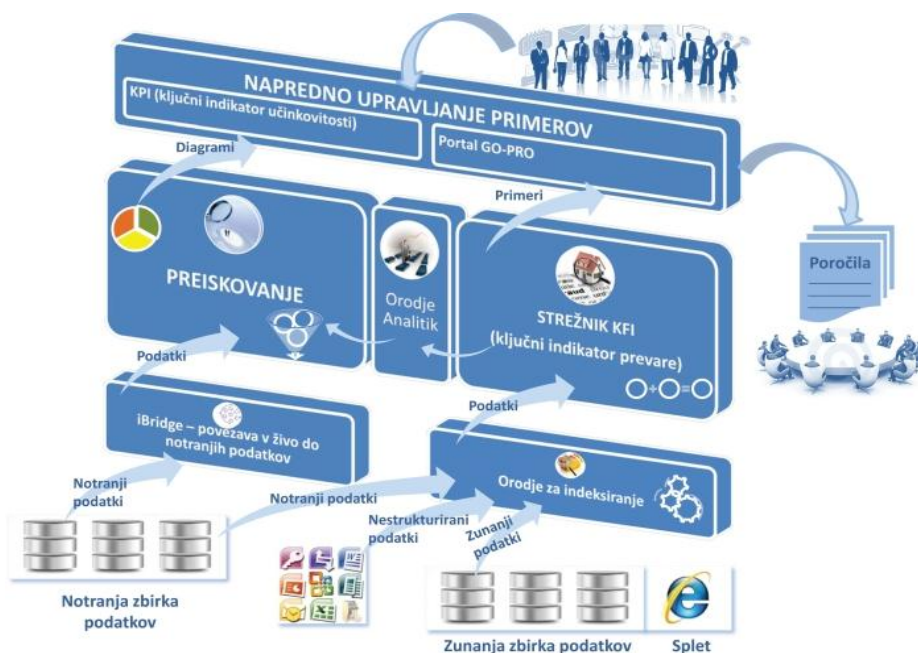 NAPREDNO UPRAVLJANJE PRIMEROV
KPI (ključni indikator učinkovitosti)
Portal GO-PRO
Diagrami
Primeri
Poročila
PREISKOVANJE
Orodje
Analitik
STREŽNIK KFI
(ključni indikator prevare)
Podatki
Podatki
iBridge – povezava v živo do
notranjih podatkov
Orodje za indeksiranje
Notranji
podatki
Notranji podatki
Nestrukturirani
podatki
Zunanji
podatki
Notranja zbirka
podatkov
Zunanja zbirka podatkov
Splet